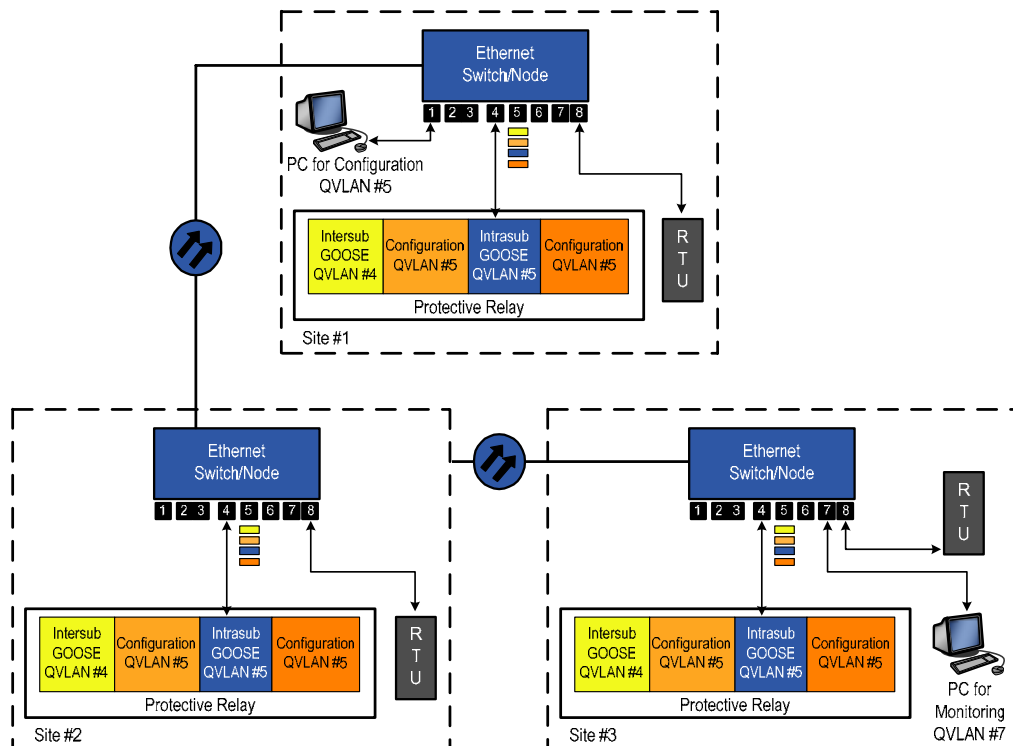 Ethernet
Switch/Node
1 2 3 4 5 6 7 8
PC for Configuration
QVLAN #5
Intersub
GOOSE
QVLAN #4
Configuration
QVLAN #5
Intrasub
GOOSE
QVLAN #5
Configuration
QVLAN #5
Protective Relay
R
T
U
Site #1
Ethernet
Switch/Node
1 2 3 4 5 6 7 8
Intersub
GOOSE
QVLAN #4
Configuration
QVLAN #5
Intrasub
GOOSE
QVLAN #5
Configuration
QVLAN #5
Protective Relay
R
T
U
Site #2
Ethernet
Switch/Node
1 2 3 4 5 6 7 8
R
T
U
Intersub
GOOSE
QVLAN #4
Configuration
QVLAN #5
Intrasub
GOOSE
QVLAN #5
Configuration
QVLAN #5
Protective Relay
PC for
Monitoring
QVLAN #7
Site #3